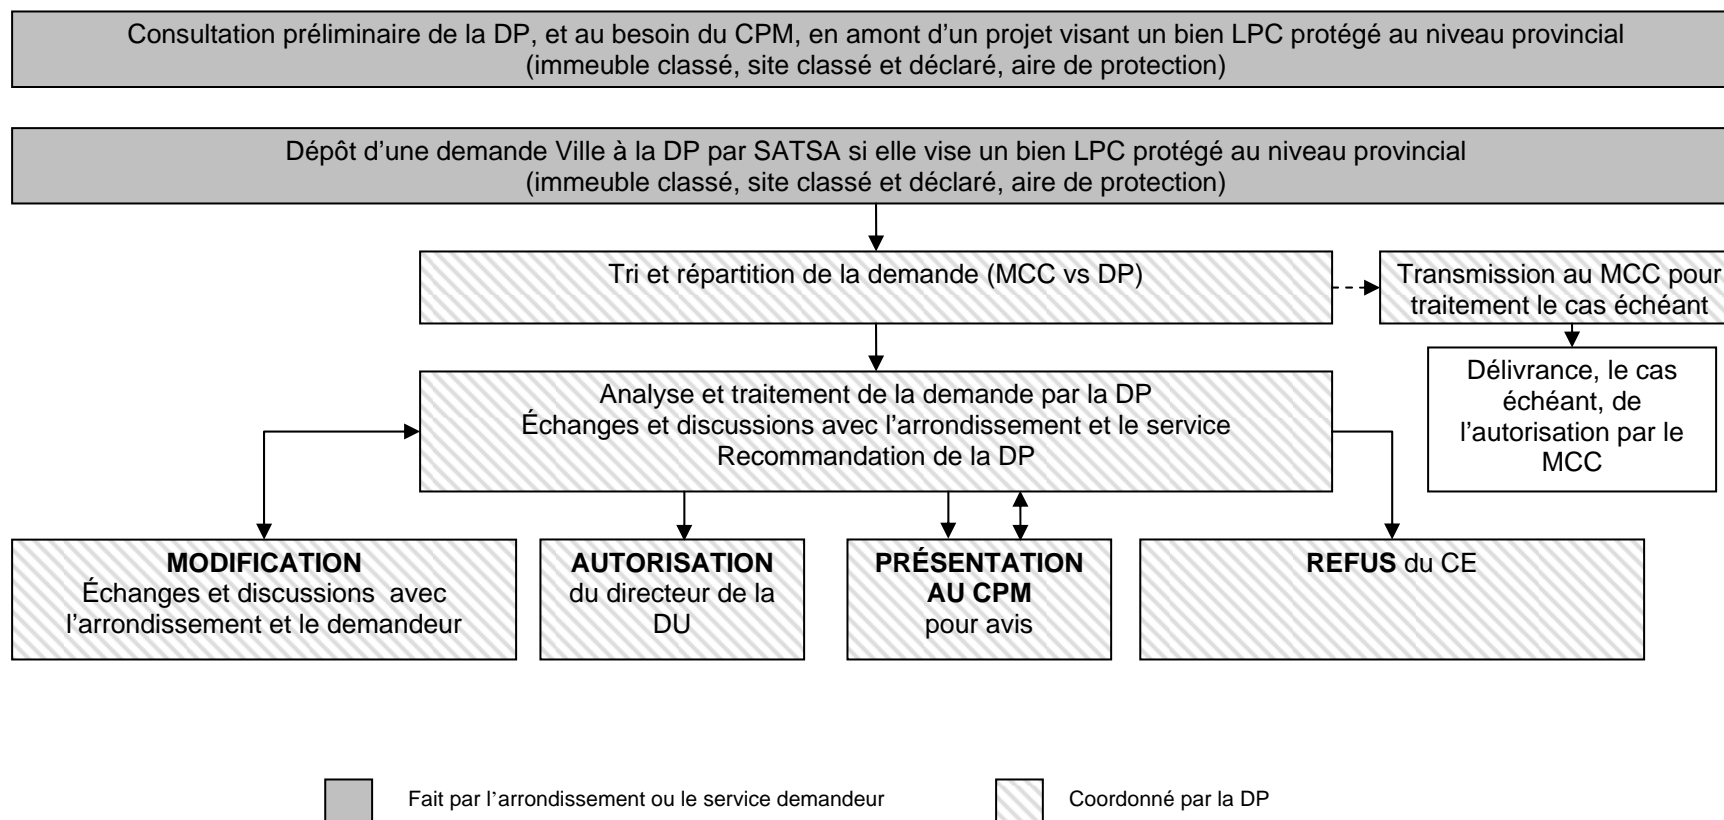 Consultation préliminaire de la DP, et au besoin du CPM, en amont d'un projet visant un bien LPC protégé au niveau provincial
(immeuble classé, site classé et déclaré, aire de protection)
Dépôt d'une demande Ville à la DP par SATSA si elle vise un bien LPC protégé au niveau provincial
(immeuble classé, site classé et déclaré, aire de protection)
Tri et répartition de la demande (MCC vs DP)
Transmission au MCC pour
traitement le cas échéant
Analyse et traitement de la demande par la DP
Échanges et discussions avec l'arrondissement et le service
Recommandation de la DP
Délivrance, le cas
échéant, de
l'autorisation par le
MCC
MODIFICATION
Échanges et discussions avec
l'arrondissement et le demandeur
AUTORISATION
du directeur de la
DU
PRÉSENTATION
AU CPM
pour avis
REFUS du CE
Fait par l'arrondissement ou le service demandeur
Coordonné par la DP